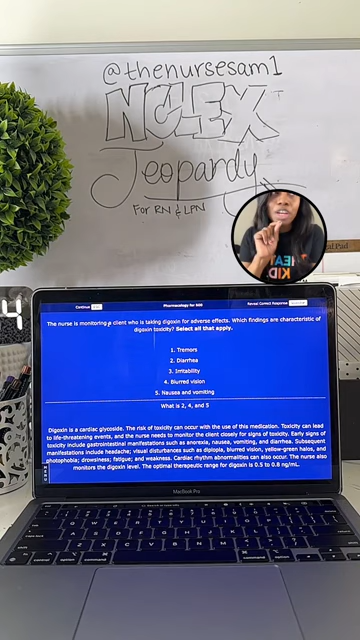 @thenursesam1
NCLEX
Jeopardy
For RN & LPN
Pad
4
Continue
Pharmacology for 500
Reveal Correct Response
The nurse is monitoring a client who is taking digoxin for adverse effects. Which findings are characteristic of
digoxin toxicity? Select all that apply.
1. Tremors
2. Diarrhea
3. Irritability
4. Blurred vision
5. Nausea and vomiting
What is 2, 4, and 5
Digoxin is a cardiac glycoside. The risk of toxicity can occur with the use of this medication. Toxicity can lead
to life-threatening events, and the nurse needs to monitor the client closely for signs of toxicity. Early signs of
toxicity include gastrointestinal manifestations such as anorexia, nausea, vomiting, and diarrhea. Subsequent
manifestations include headache; visual disturbances such as diplopia, blurred vision, yellow-green halos, and
photophobia; drowsiness; fatigue; and weakness. Cardiac rhythm abnormalities can also occur. The nurse also
monitors the digoxin level. The optimal therapeutic range for digoxin is 0.5 to 0.8 ng/mL.
MacBook Pro